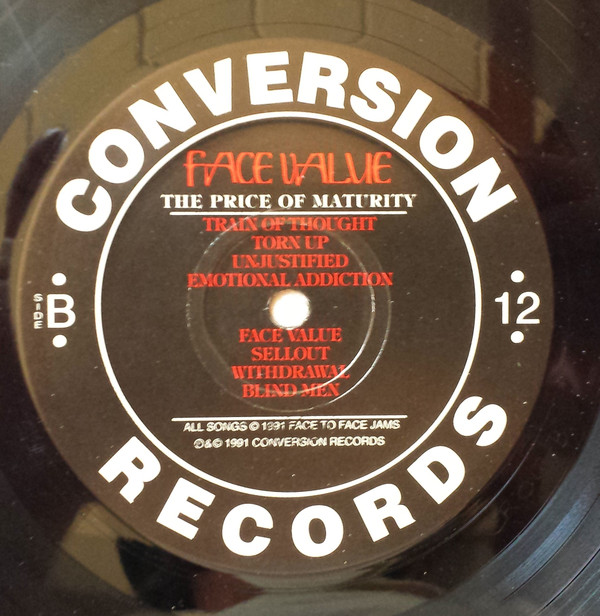 CONVERSION
FACE VALUE
THE PRICE OF MATURITY
TRAIN OF THOUGHT
TORN UP
UNJUSTIFIED
EMOTIONAL ADDICTION
SIDE B
12
FACE VALUE
SELLOUT
WITHDRAWAL
BLIND MEN
ALL SONGS © 1991 FACE TO FACE JAMS
℗&© 1991 CONVERSION RECORDS
RECORDS